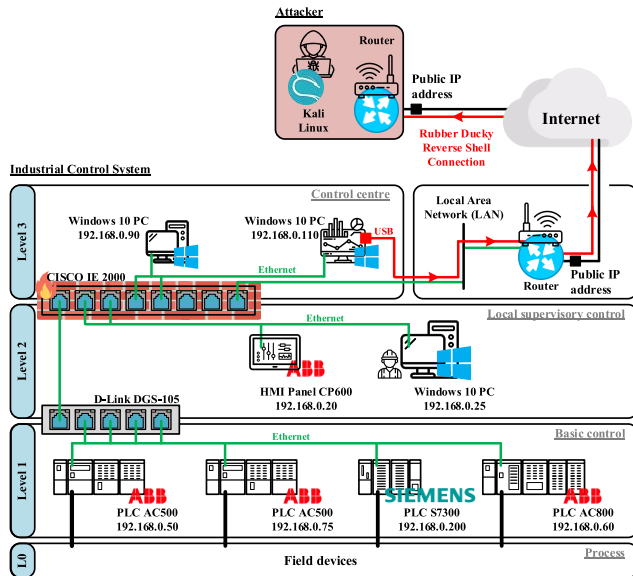 Attacker
Router
Kali
Linux
Public IP
address
Internet
Rubber Ducky
Reverse Shell
Connection
Industrial Control System
Level 3
Control centre
Windows 10 PC
192.168.0.90
Windows 10 PC
192.168.0.110
USB
Local Area
Network (LAN)
Router
Public IP
address
Ethernet
CISCO IE 2000
Level 2
Local supervisory control
Ethernet
ABB
HMI Panel CP600
192.168.0.20
Windows 10 PC
192.168.0.25
D-Link DGS-105
Level 1
Basic control
Ethernet
ABB
PLC AC500
192.168.0.50
ABB
PLC AC500
192.168.0.75
SIEMENS
PLC S7300
192.168.0.200
ABB
PLC AC800
192.168.0.60
L0
Field devices
Process